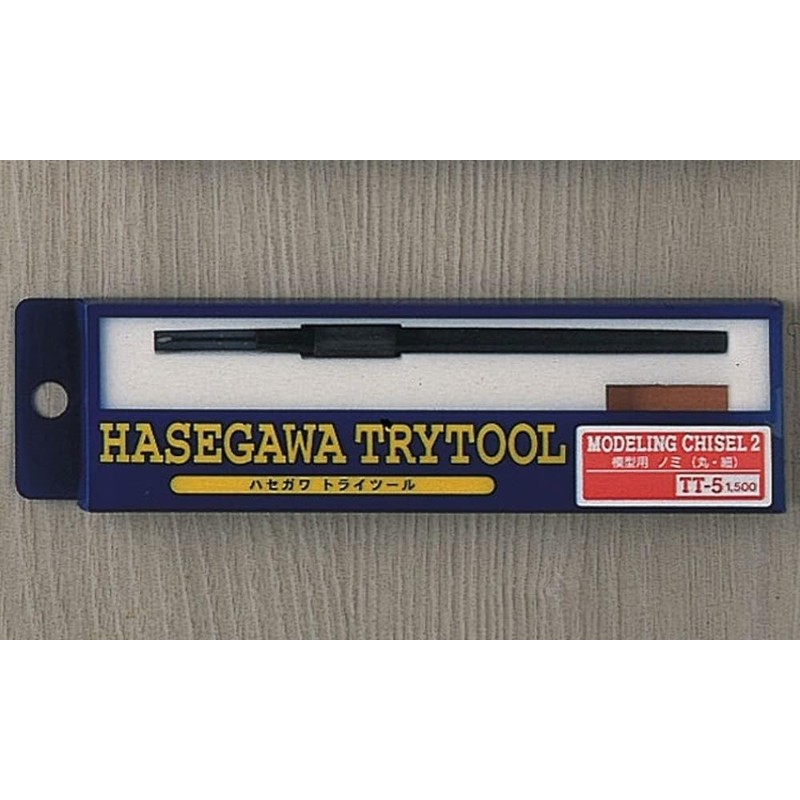 HASEGAWA TRYTOOL
ハセガワ トライツール
MODELING CHISEL 2
模型用 ノミ (丸・細)
TT-5 1,500